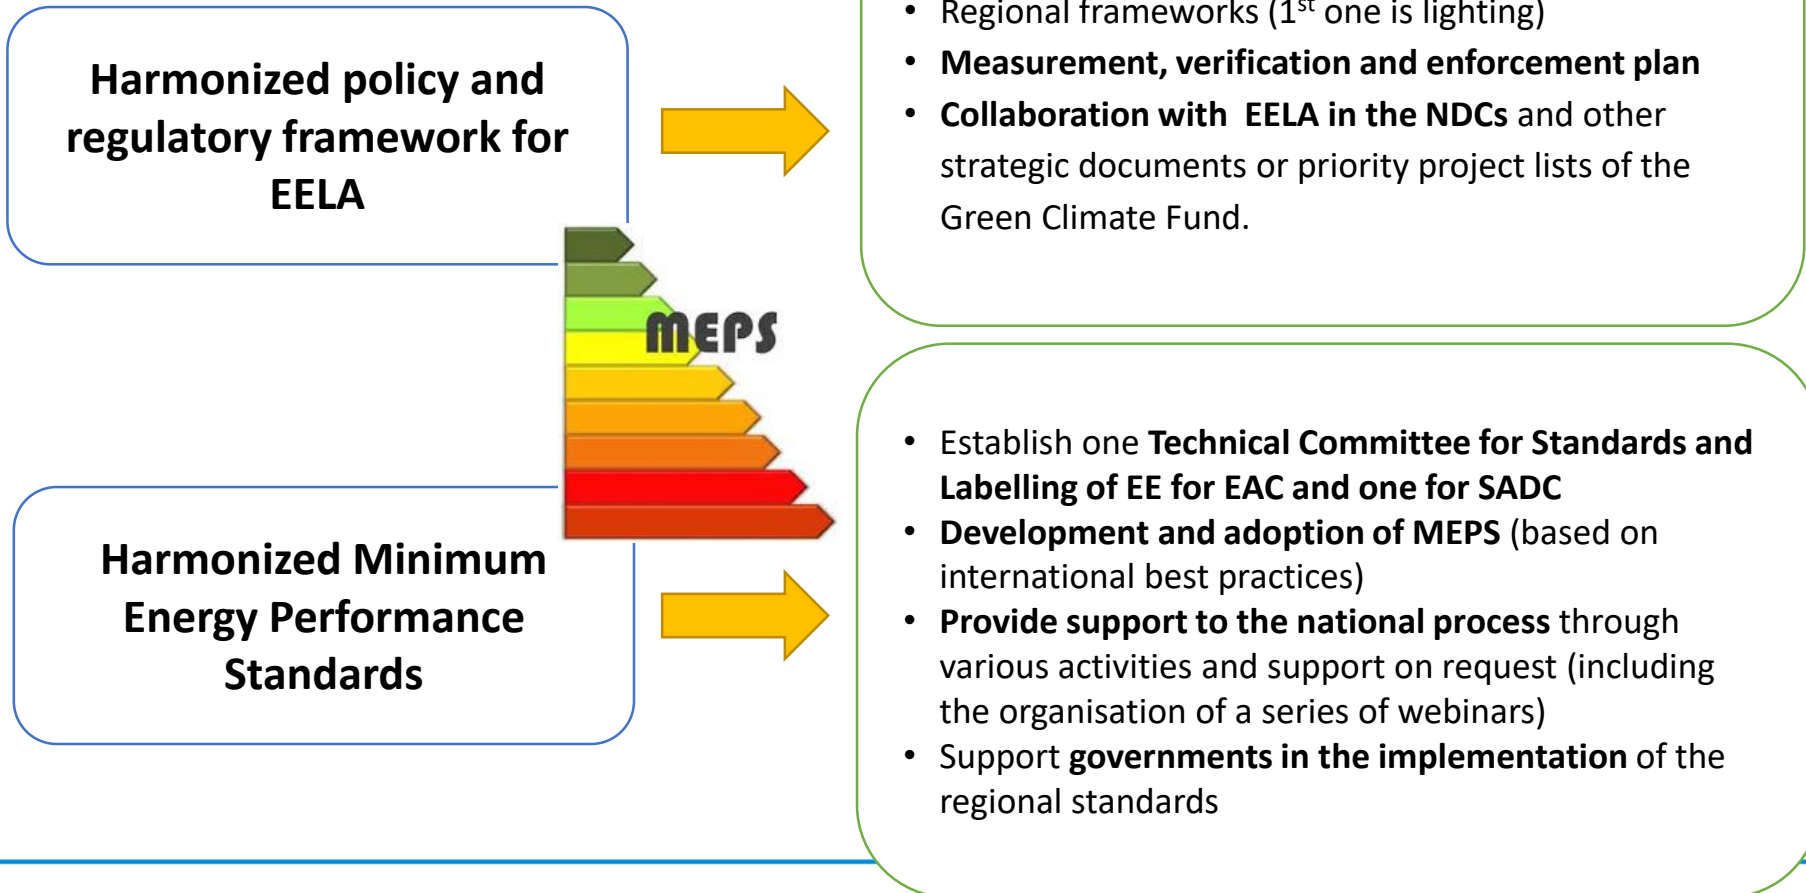 Harmonized policy and
regulatory framework for
EELA
• Regional frameworks (1st one is lighting)
• Measurement, verification and enforcement plan
• Collaboration with  EELA in the NDCs and other
strategic documents or priority project lists of the
Green Climate Fund.
MEPS
Harmonized Minimum
Energy Performance
Standards
• Establish one Technical Committee for Standards and
Labelling of EE for EAC and one for SADC
• Development and adoption of MEPS (based on
international best practices)
• Provide support to the national process through
various activities and support on request (including
the organisation of a series of webinars)
• Support governments in the implementation of the
regional standards